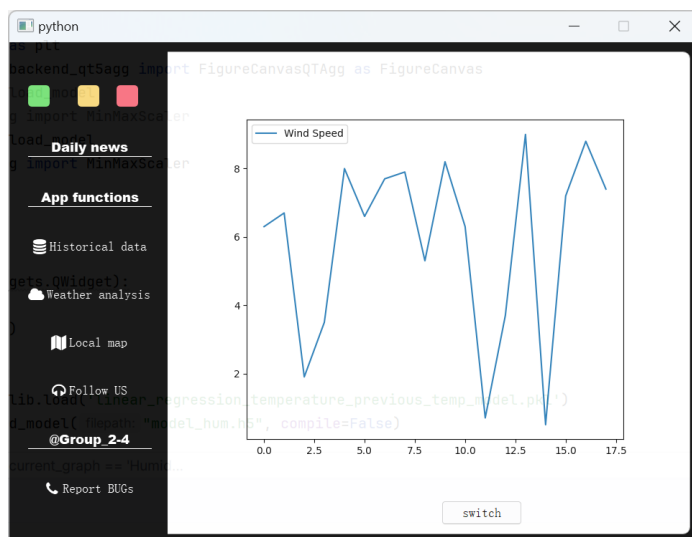 python
as plt
backend_qt5agg import FigureCanvasQTAgg as FigureCanvas
load_model
g import MinMaxScaler
load_model
g import MinMaxScaler
Daily news
App functions
Historical data
gets.QWidget):
Weather analysis
Local map
Follow US
lib.load('linear_regression_temperature_previous_temp_model.pkl')
d_model( filepath: "model_hum.h5", compile=False)
@Group_2-4
current_graph == 'Humid...
Report BUGs
Wind Speed
8
6
4
2
0.0 2.5 5.0 7.5 10.0 12.5 15.0 17.5
switch